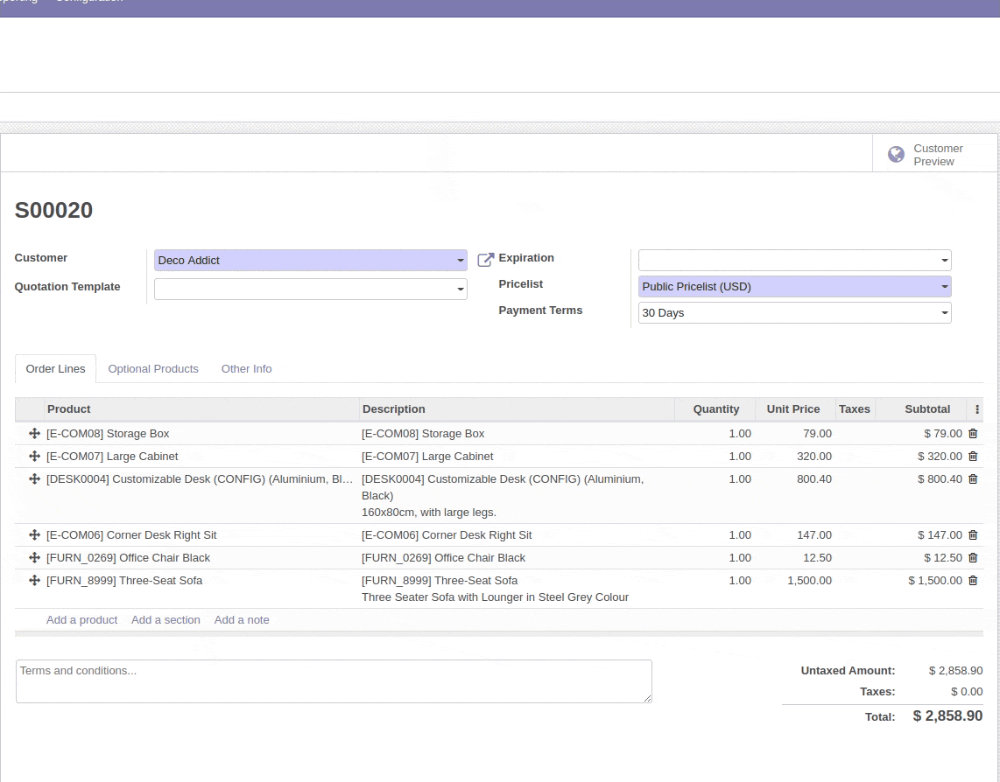 Customer
Preview
S00020
Customer Deco Addict Expiration
Quotation Template Pricelist Public Pricelist (USD)
Payment Terms 30 Days
Order Lines Optional Products Other Info
Product Description Quantity Unit Price Taxes Subtotal
[E-COM08] Storage Box [E-COM08] Storage Box 1.00 79.00 $ 79.00
[E-COM07] Large Cabinet [E-COM07] Large Cabinet 1.00 320.00 $ 320.00
[DESK0004] Customizable Desk (CONFIG) (Aluminium, Bl... [DESK0004] Customizable Desk (CONFIG) (Aluminium, 1.00 800.40 $ 800.40
Black)
160x80cm, with large legs.
[E-COM06] Corner Desk Right Sit [E-COM06] Corner Desk Right Sit 1.00 147.00 $ 147.00
[FURN_0269] Office Chair Black [FURN_0269] Office Chair Black 1.00 12.50 $ 12.50
[FURN_8999] Three-Seat Sofa [FURN_8999] Three-Seat Sofa 1.00 1,500.00 $ 1,500.00
Three Seater Sofa with Lounger in Steel Grey Colour
Add a product Add a section Add a note
Terms and conditions... Untaxed Amount: $ 2,858.90
Taxes: $ 0.00
Total: $ 2,858.90